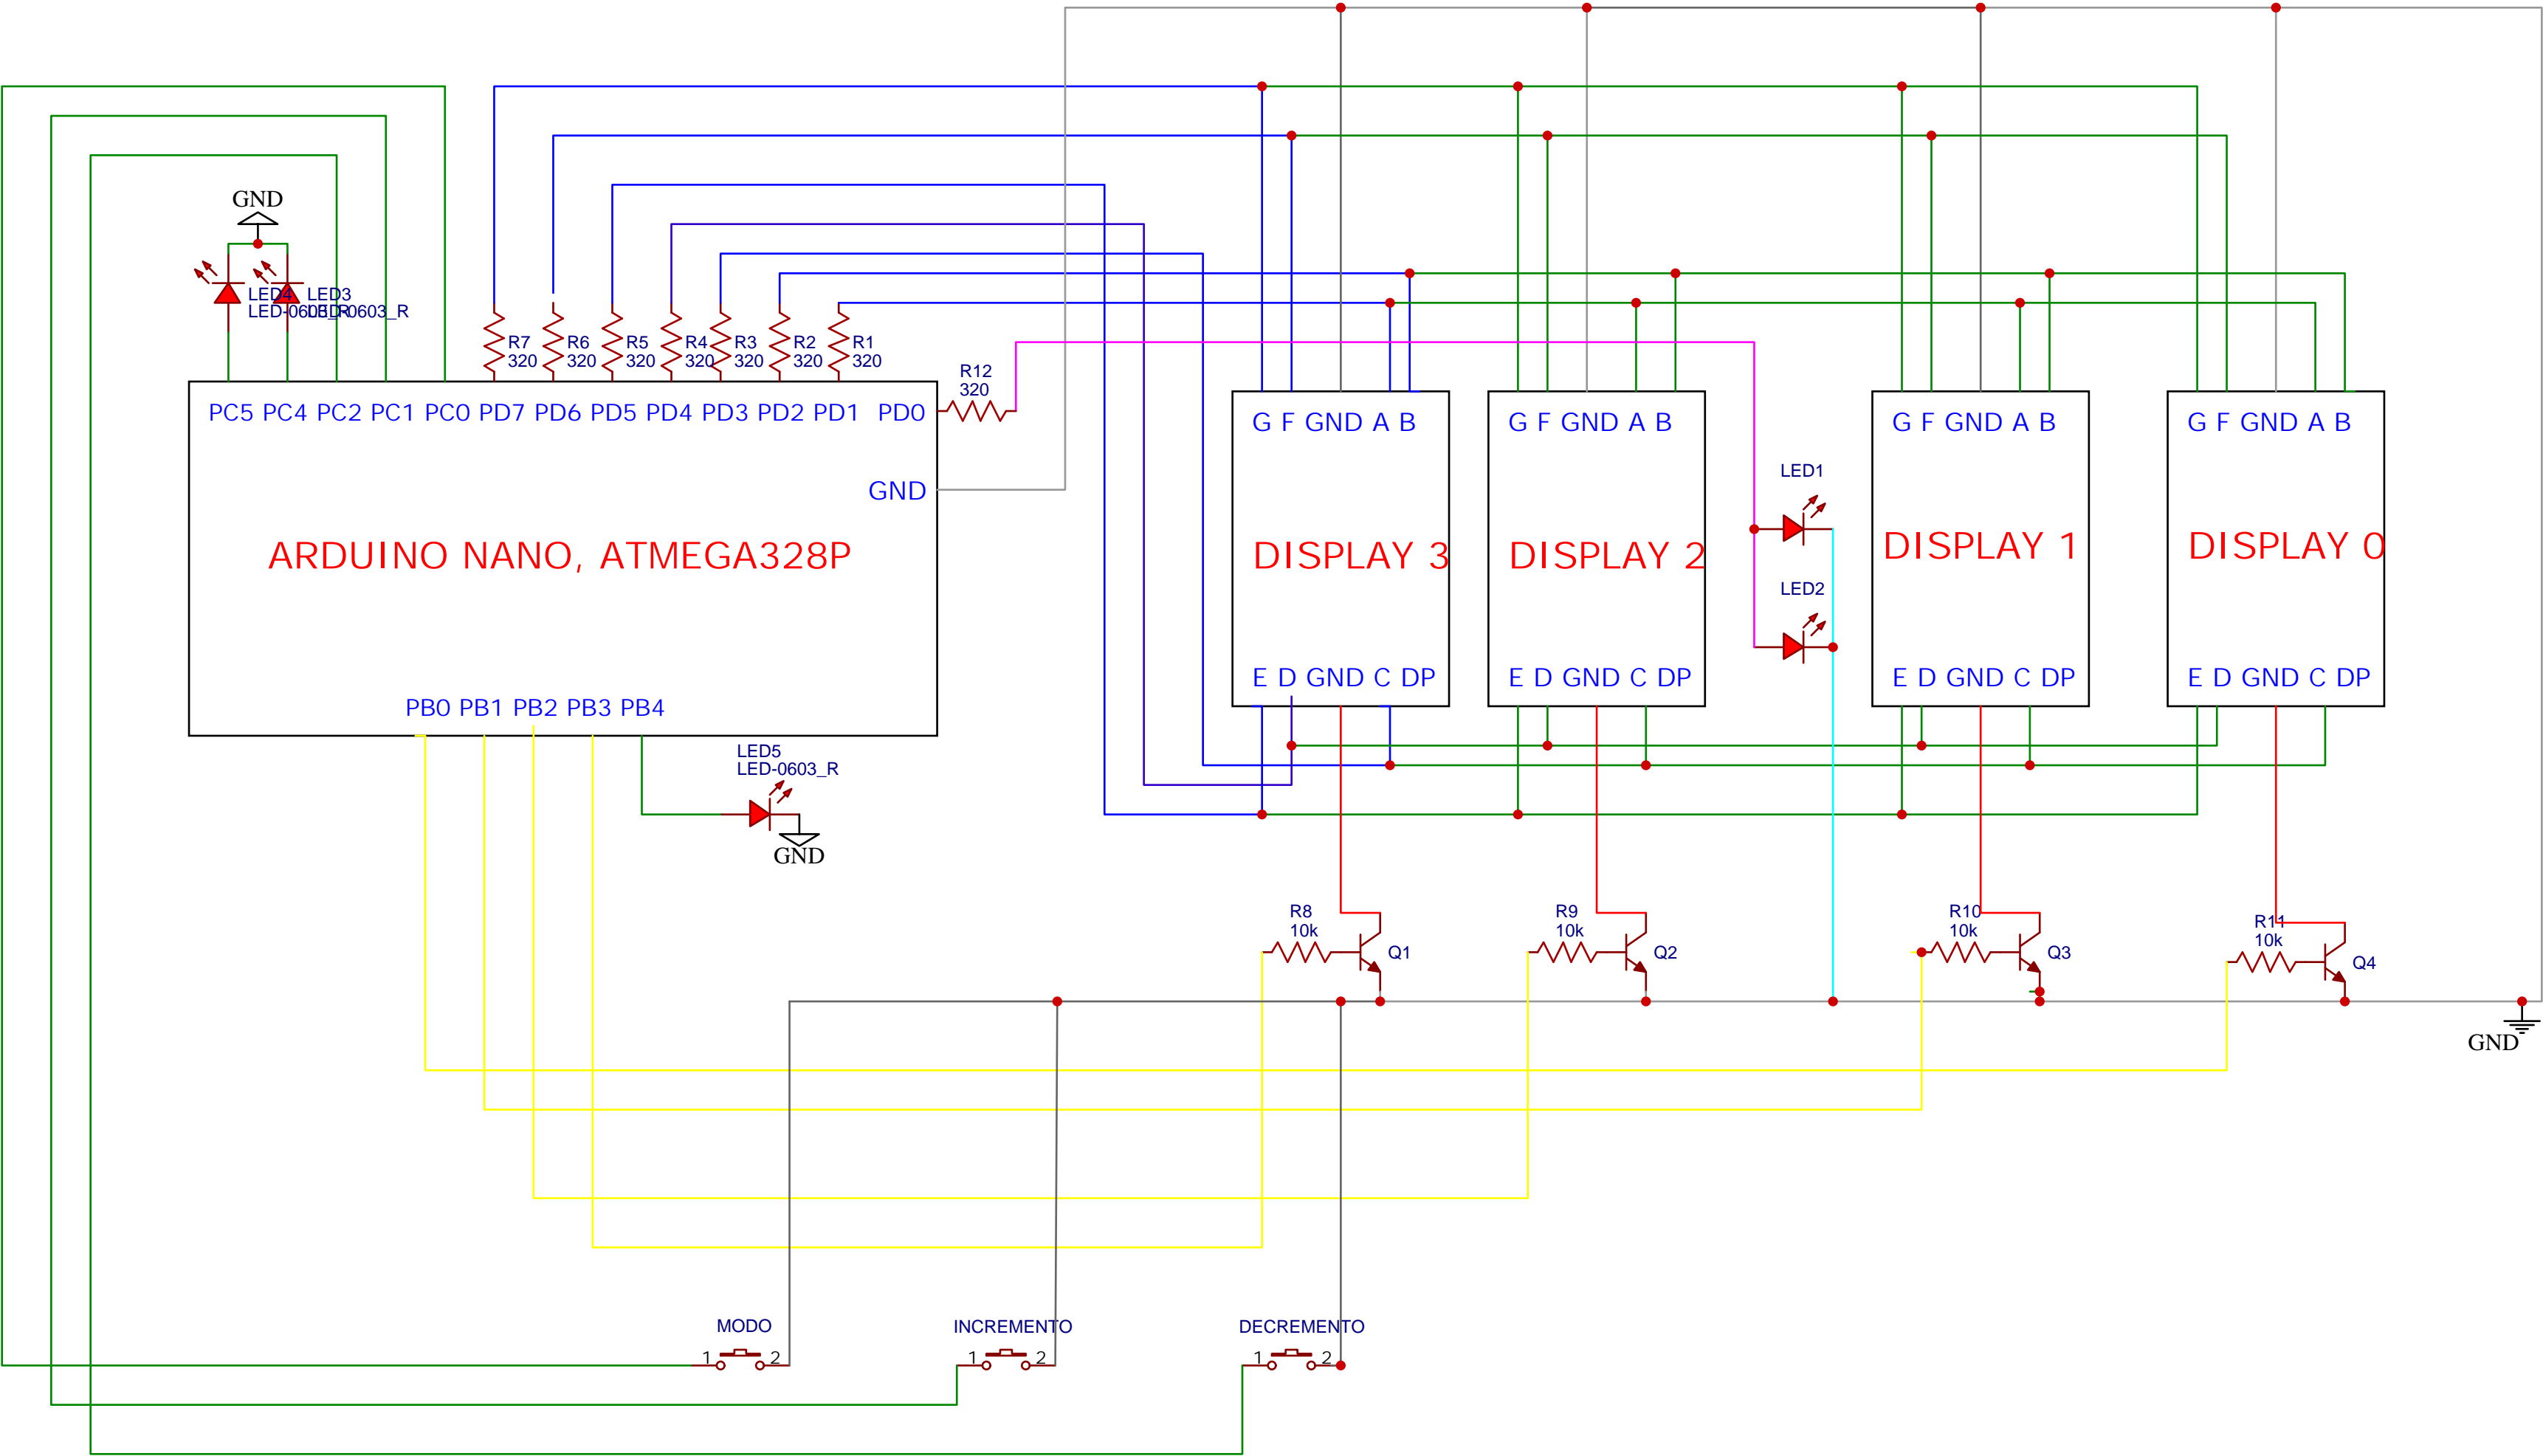 GND
LED4
LED-0603_R
LED3
LED-0603_R
R7
320
R6
320
R5
320
R4
320
R3
320
R2
320
R1
320
R12
320
PC5 PC4 PC2 PC1 PC0 PD7 PD6 PD5 PD4 PD3 PD2 PD1 PD0
GND
ARDUINO NANO, ATMEGA328P
PB0 PB1 PB2 PB3 PB4
LED5
LED-0603_R
GND
G F GND A B
DISPLAY 3
E D GND C DP
G F GND A B
DISPLAY 2
E D GND C DP
LED1
LED2
G F GND A B
DISPLAY 1
E D GND C DP
G F GND A B
DISPLAY 0
E D GND C DP
R8
10k
Q1
R9
10k
Q2
R10
10k
Q3
R11
10k
Q4
GND
MODO
1 2
INCREMENTO
1 2
DECREMENTO
1 2